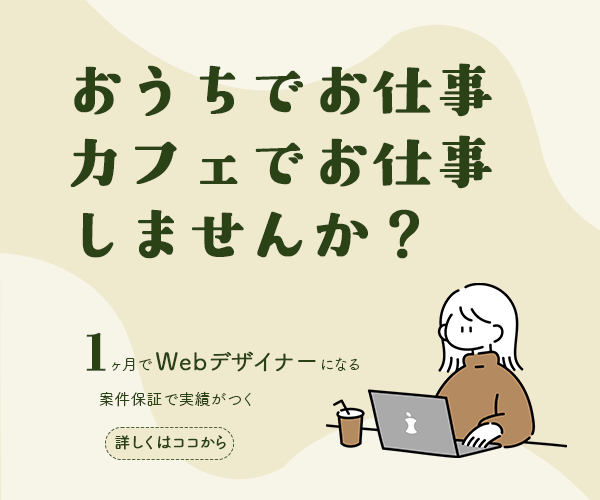 おうちでお仕事
カフェでお仕事
しませんか？
1ヶ月でWebデザイナーになる
案件保証で実績がつく
詳しくはココから